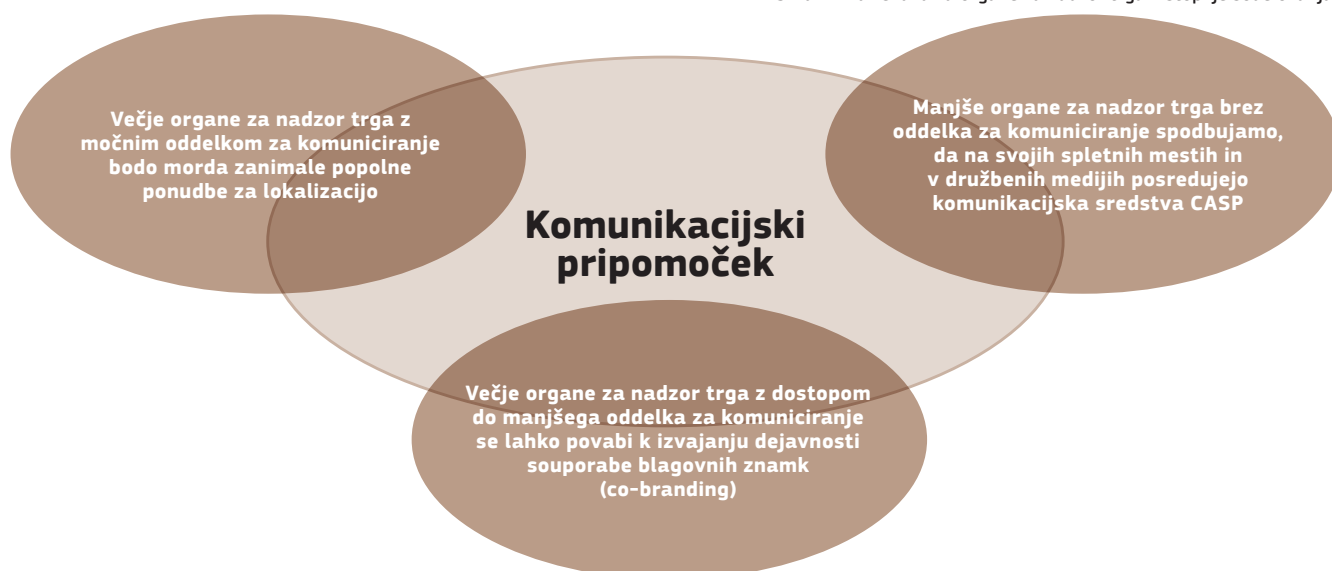 Večje organe za nadzor trga z
močnim oddelkom za komuniciranje
bodo morda zanimale popolne
ponudbe za lokalizacijo
Manjše organe za nadzor trga brez
oddelka za komuniciranje spodbujamo,
da na svojih spletnih mestih in
v družbenih medijih posredujejo
komunikacijska sredstva CASP
Komunikacijski
pripomoček
Večje organe za nadzor trga z dostopom
do manjšega oddelka za komuniciranje
se lahko povabi k izvajanju dejavnosti
souporabe blagovnih znamk
(co-branding)